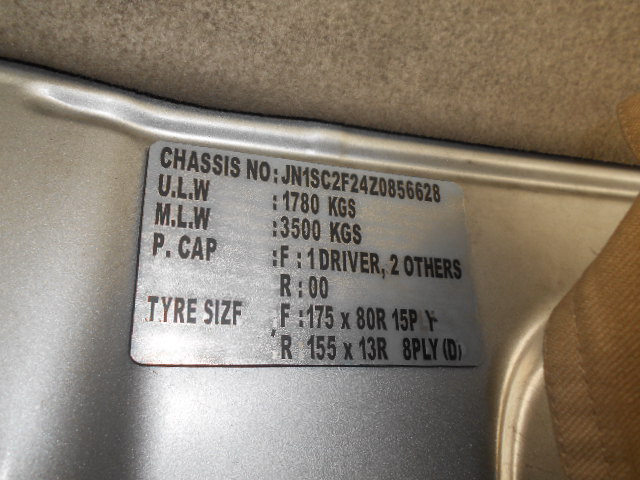 CHASSIS NO: JN1SC2F24Z0856628
U.L.W : 1780 KGS
M.L.W : 3500 KGS
P. CAP : F : 1 DRIVER, 2 OTHERS
R : 00
TYRE SIZF F : 175 x 80R 15P
R 155 x 13R 8PLY (D)